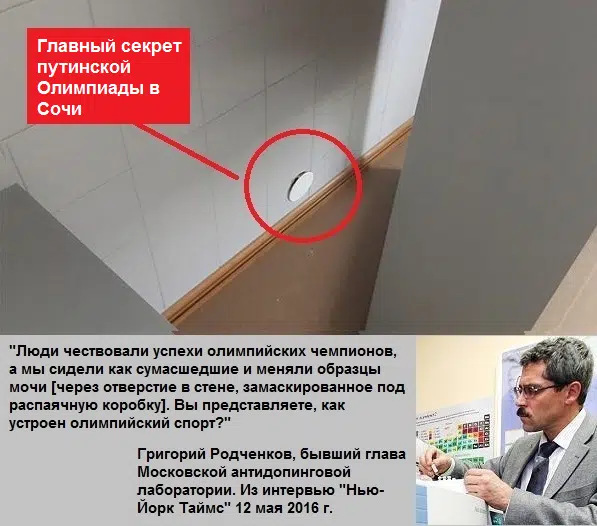 Главный секрет
путинской
Олимпиады в
Сочи
"Люди чествовали успехи олимпийских чемпионов,
а мы сидели как сумасшедшие и меняли образцы
мочи [через отверстие в стене, замаскированное под
распаячную коробку]. Вы представляете, как
устроен олимпийский спорт?"
Григорий Родченков, бывший глава
Московской антидопинговой
лаборатории. Из интервью "Нью-
Йорк Таймс" 12 мая 2016 г.